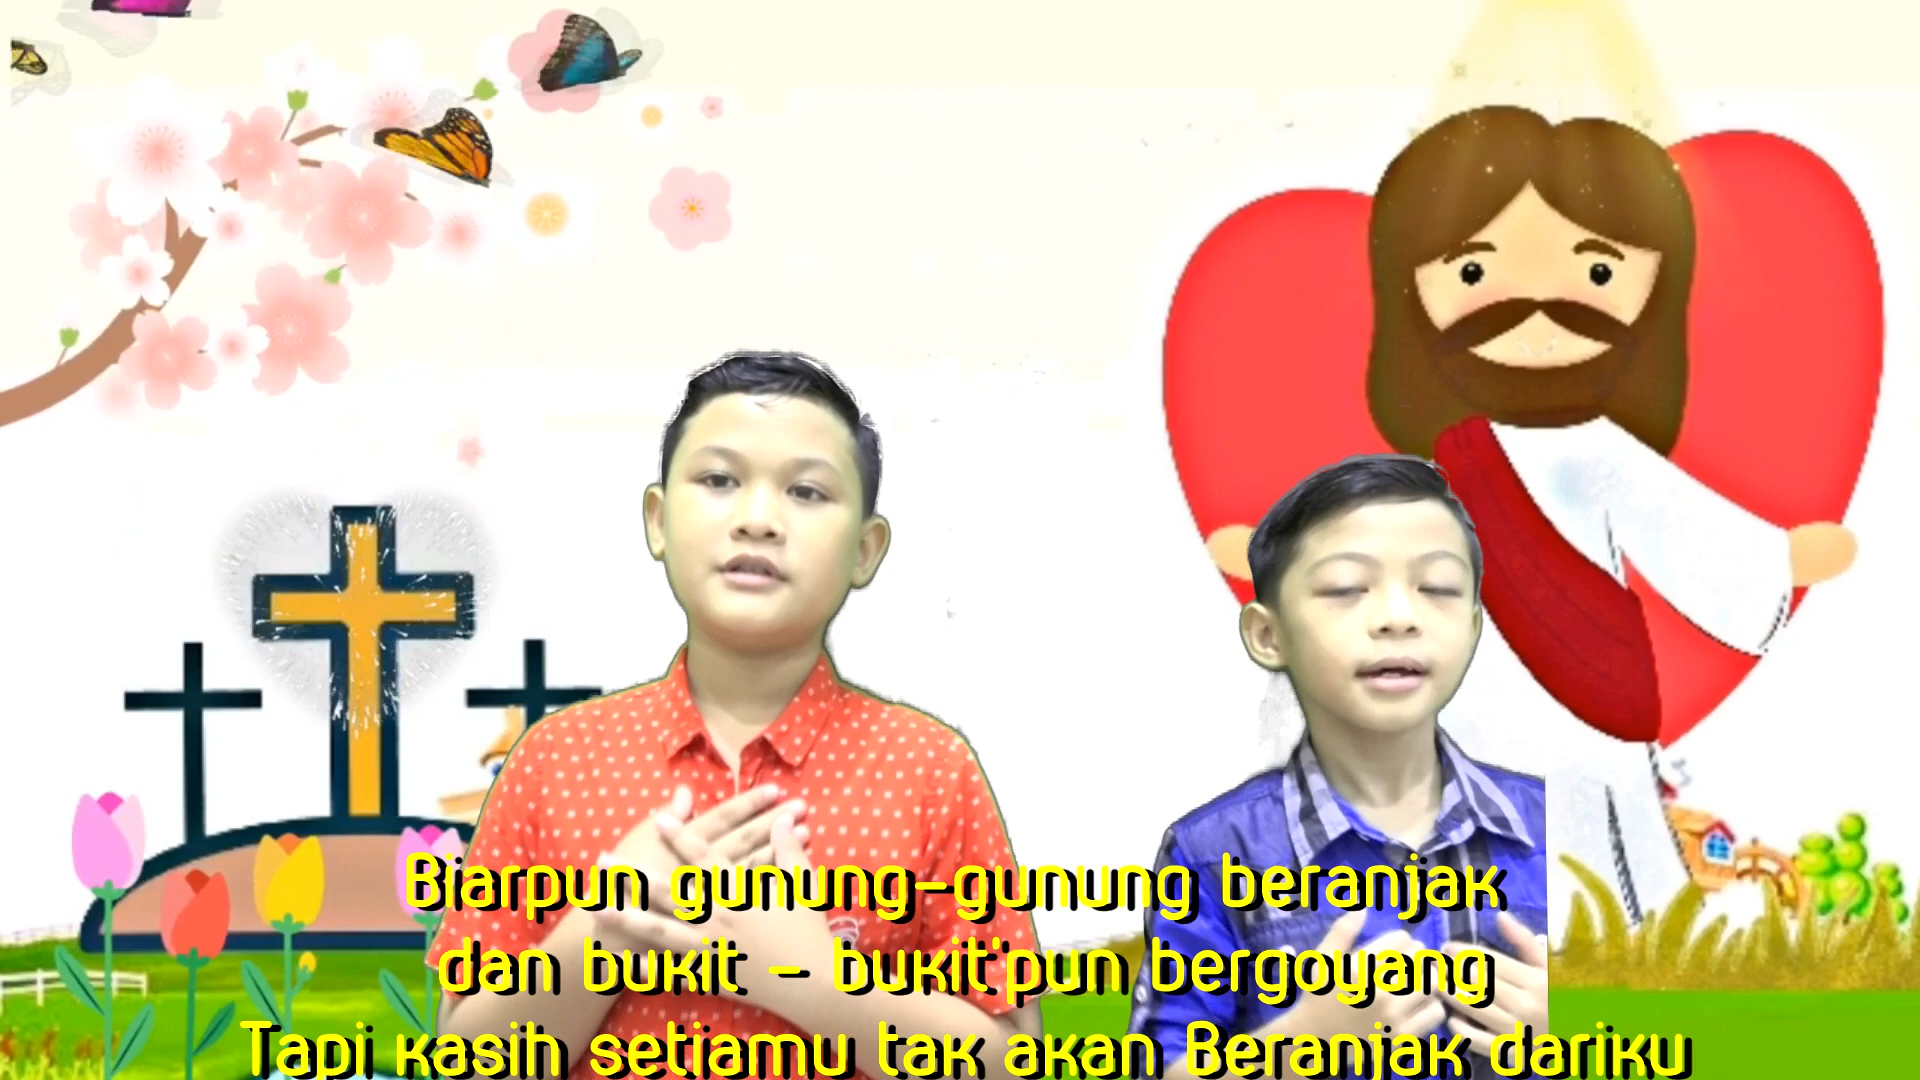 Biarpun gunung-gunung beranjak
dan bukit - bukit'pun bergoyang
Tapi kasih setiamu tak akan Beranjak dariku